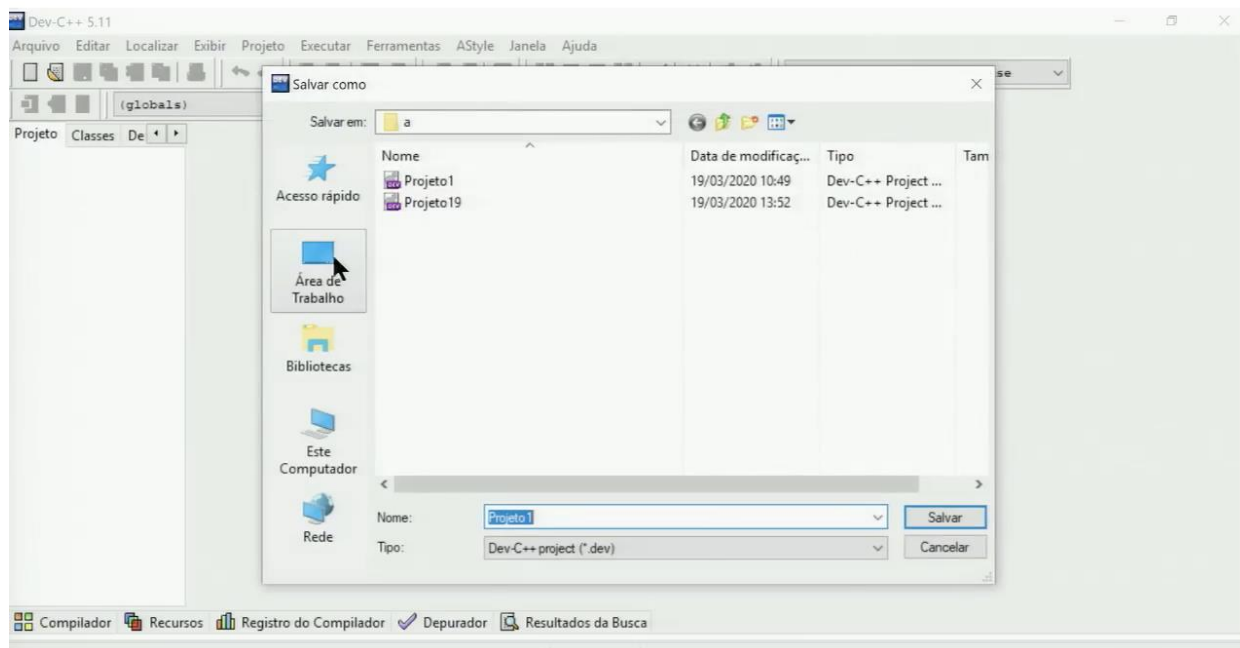 Dev-C++ 5.11
Arquivo Editar Localizar Exibir Projeto Executar Ferramentas AStyle Janela Ajuda
se
(globals)
Projeto Classes De
Salvar como
Salvar em: a
Nome Data de modificaç... Tipo Tam
Projeto1 19/03/2020 10:49 Dev-C++ Project ...
Projeto19 19/03/2020 13:52 Dev-C++ Project ...
Acesso rápido
Área de
Trabalho
Bibliotecas
Este
Computador
Rede
Nome: Projeto1 Salvar
Tipo: Dev-C++ project (*.dev) Cancelar
Compilador Recursos Registro do Compilador Depurador Resultados da Busca